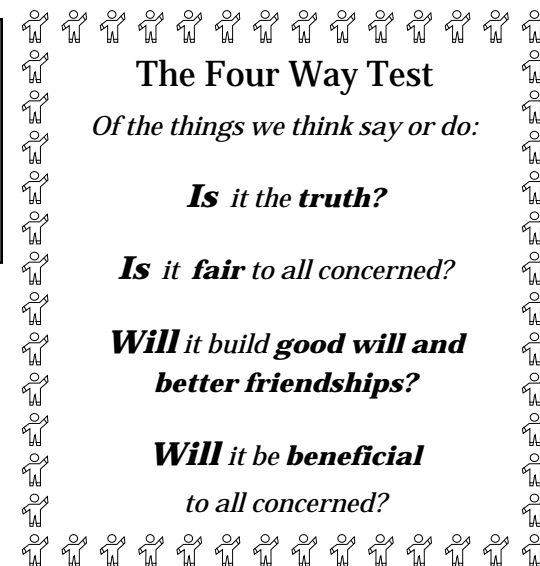 The Four Way Test
Of the things we think say or do:
Is it the truth?
Is it fair to all concerned?
Will it build good will and
better friendships?
Will it be beneficial
to all concerned?